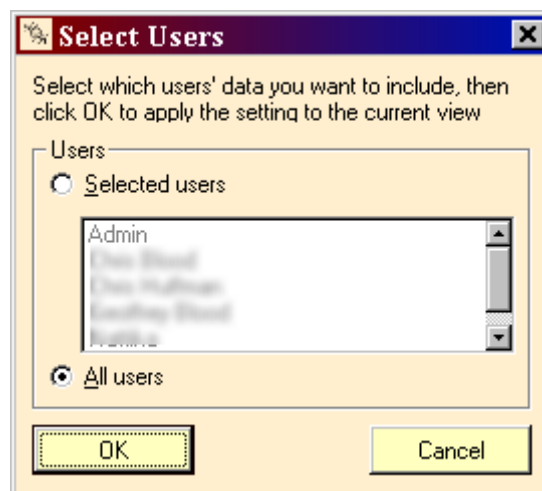 Select Users
Select which users' data you want to include, then
click OK to apply the setting to the current view
Users
Selected users
Admin
All users
OK
Cancel